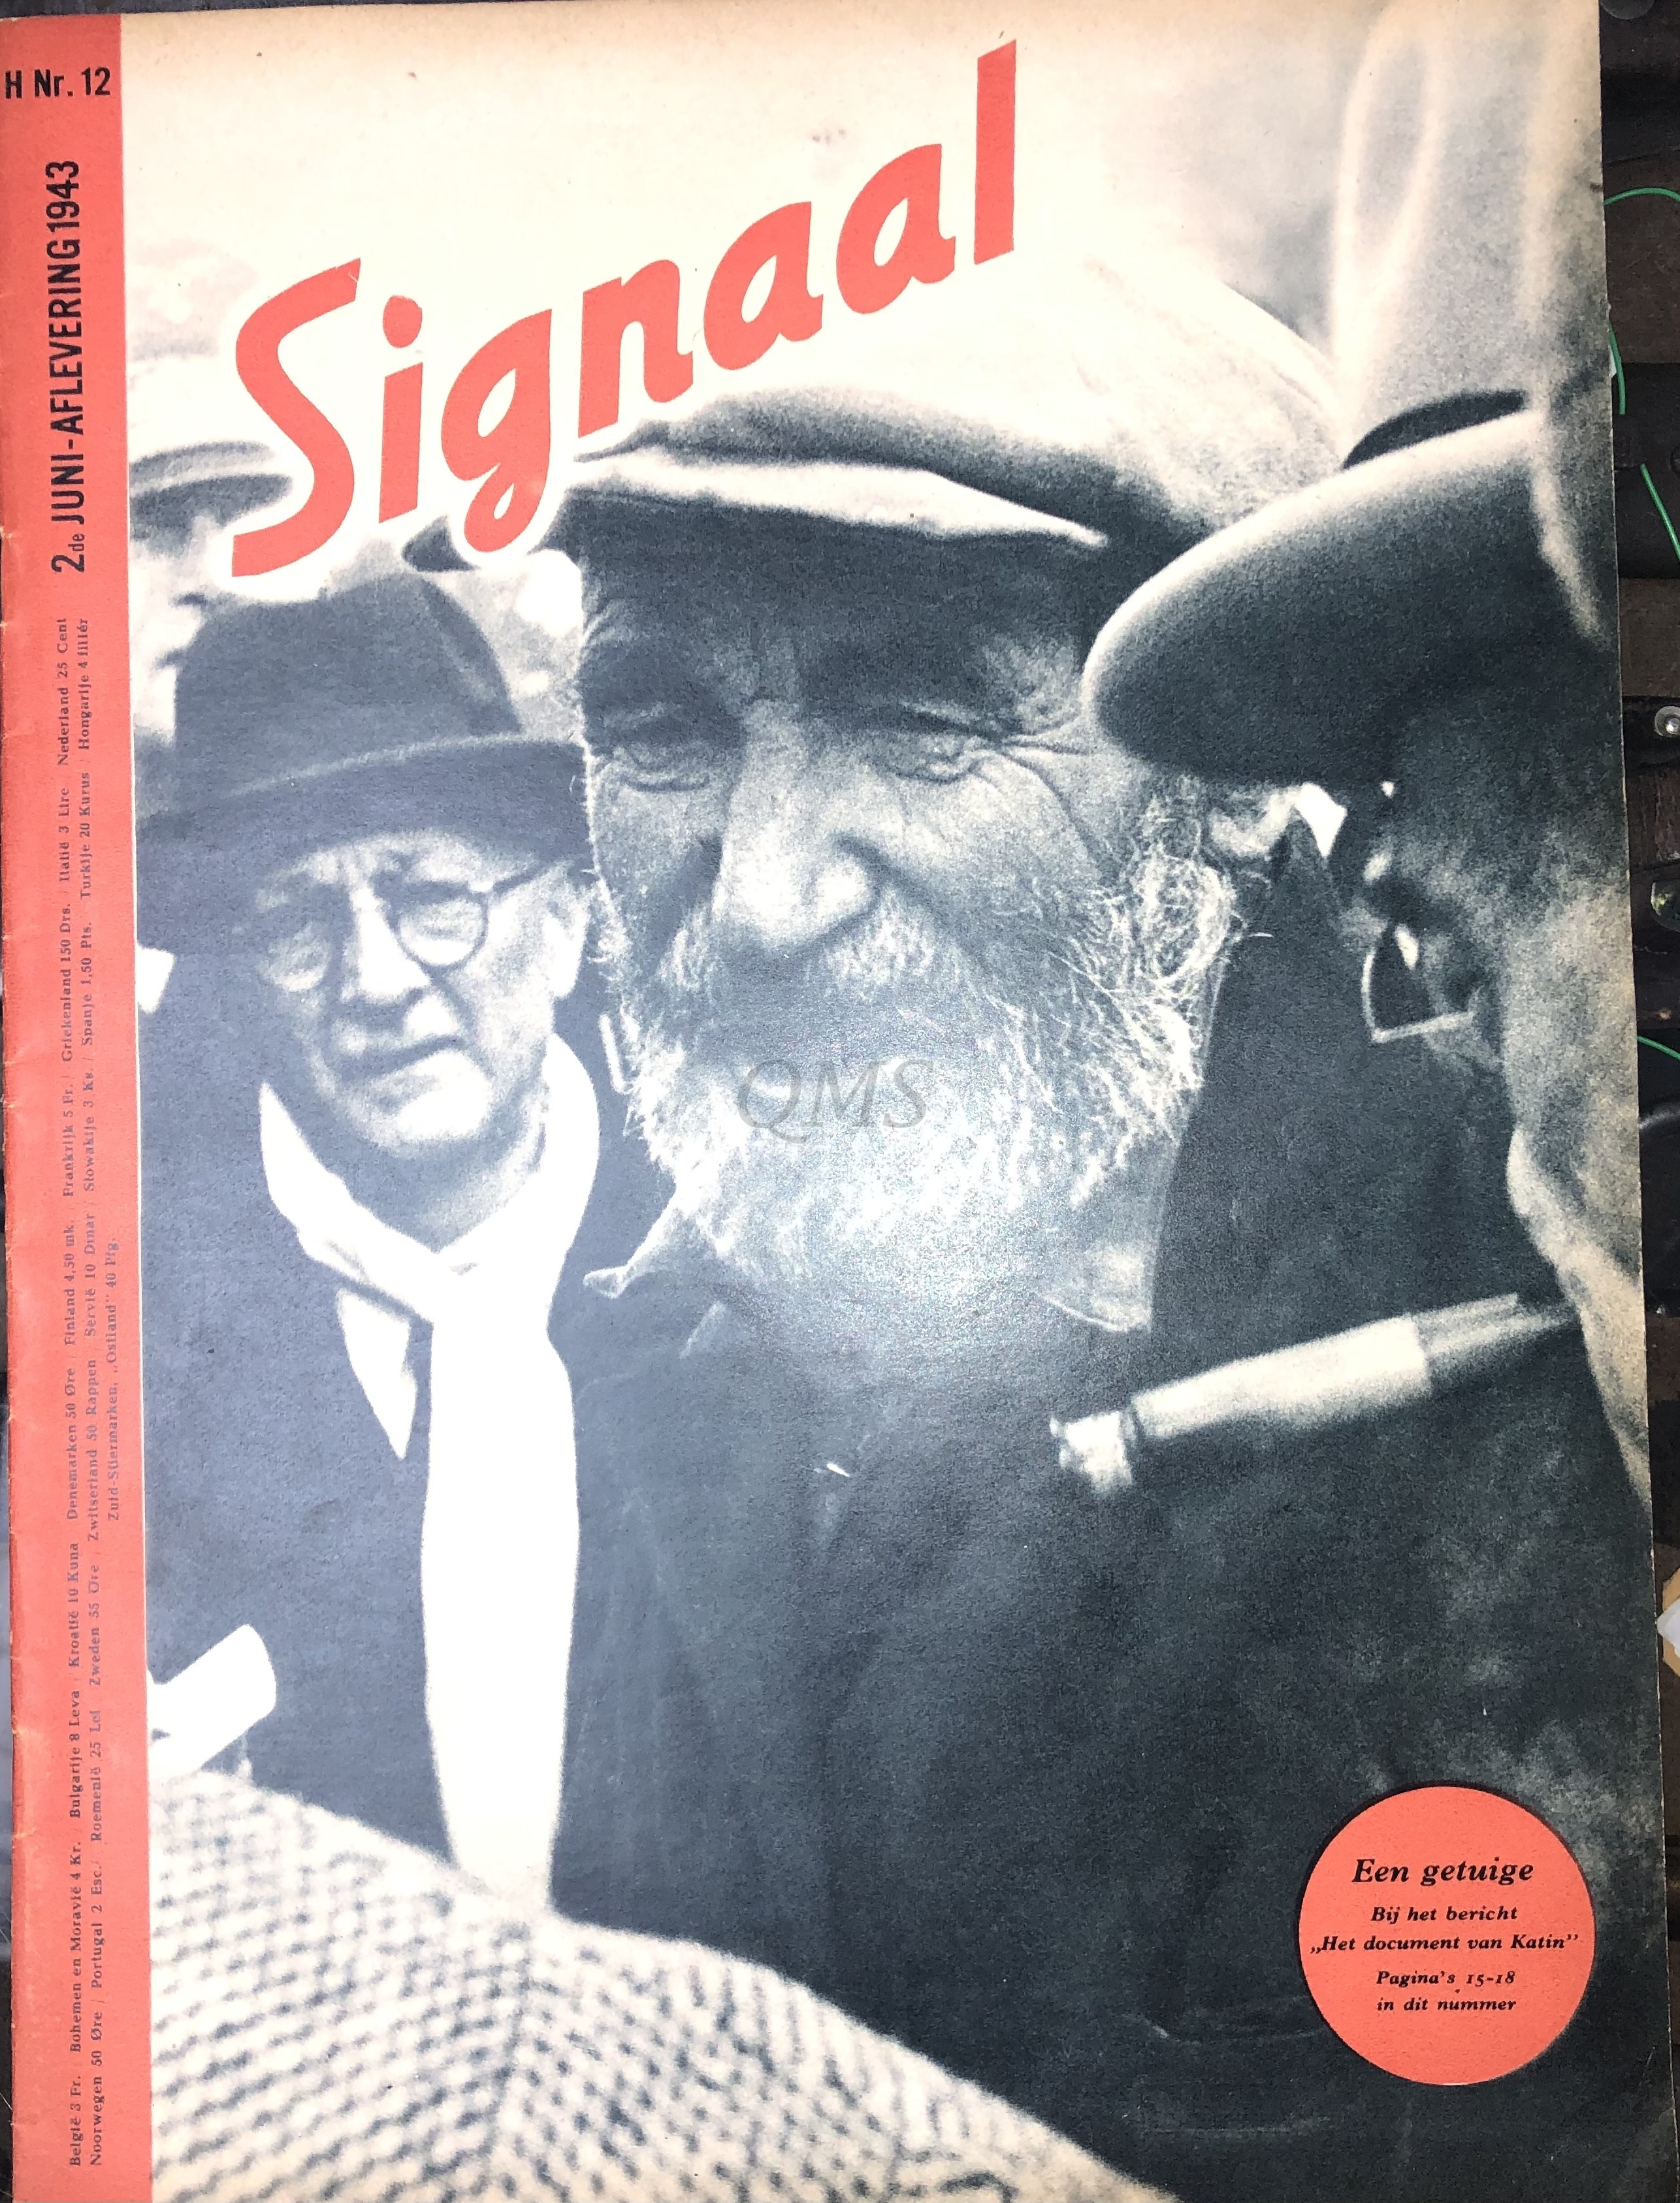 H Nr. 12
2de JUNI-AFLEVERING 1943
Signaal
België 3 Fr. Bohemen en Moravië 4 Kr. / Bulgarije 8 Leva / Kroatië 10 Kuna Denemarken 50 Øre / Finland 4,50 mk. Frankrijk 5 Fr. / Griekenland 150 Drs. / Italië 3 Lire Nederland 25 Cent
Noorwegen 50 Øre / Portugal 2 Esc. / Roemenië 25 Lei Zweden 55 Øre / Zwitserland 50 Rappen Servië 10 Dinar / Slowakije 3 Ks. / Spanje 1,50 Pts. Turkije 20 Kurus / Hongarije 4 fillér
Zuid-Stiermarken, „Ostland” 40 Pfg.
QMS
Een getuige
Bij het bericht
„Het document van Katin”
Pagina's 15-18
in dit nummer